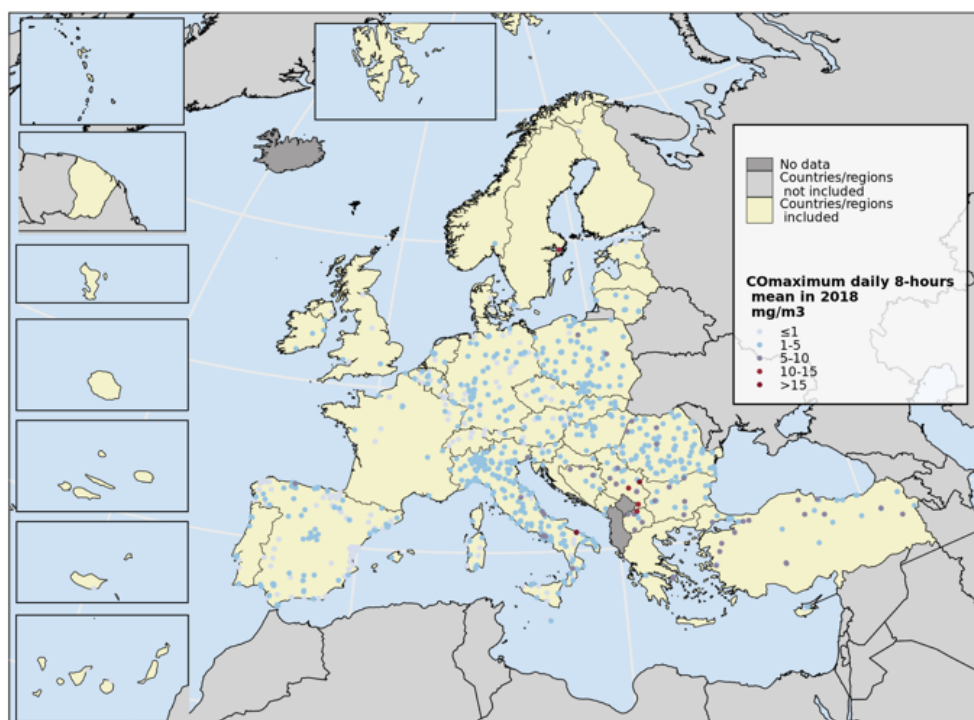 No data
Countries/regions
not included
Countries/regions
included
COmaximum daily 8-hours
mean in 2018
mg/m3
≤1
1-5
5-10
10-15
>15